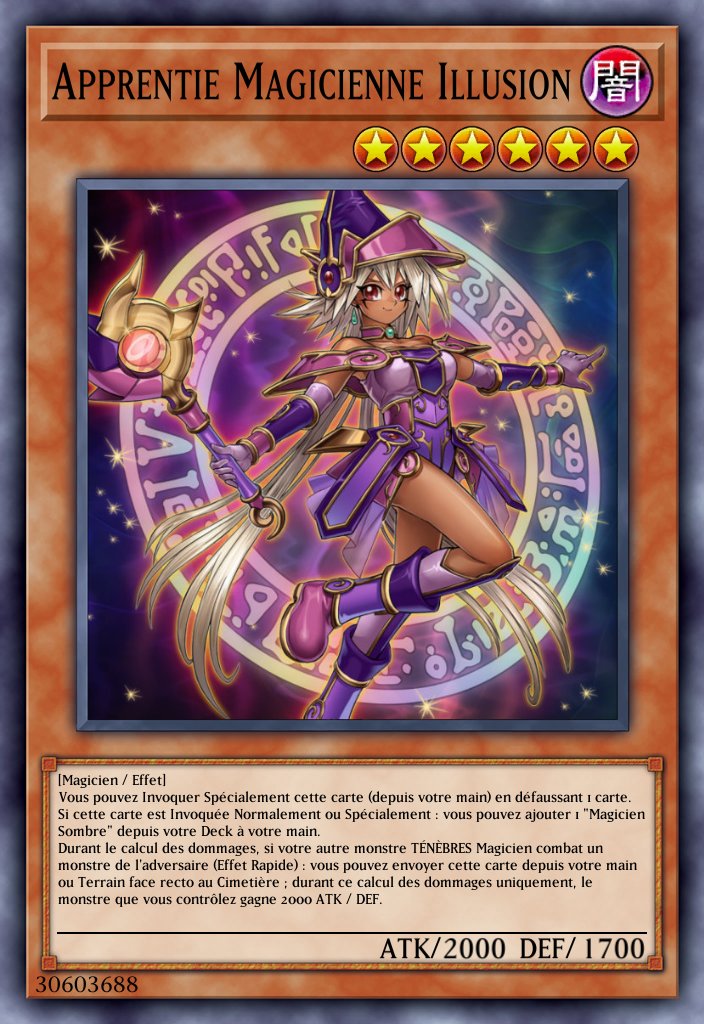 Apprentie Magicienne Illusion 闇
[Magicien / Effet]
Vous pouvez Invoquer Spécialement cette carte (depuis votre main) en défaussant 1 carte.
Si cette carte est Invoquée Normalement ou Spécialement : vous pouvez ajouter 1 "Magicien
Sombre" depuis votre Deck à votre main.
Durant le calcul des dommages, si votre autre monstre TÉNÈBRES Magicien combat un
monstre de l'adversaire (Effet Rapide) : vous pouvez envoyer cette carte depuis votre main
ou Terrain face recto au Cimetière ; durant ce calcul des dommages uniquement, le
monstre que vous contrôlez gagne 2000 ATK / DEF.
ATK/2000 DEF/1700
30603688